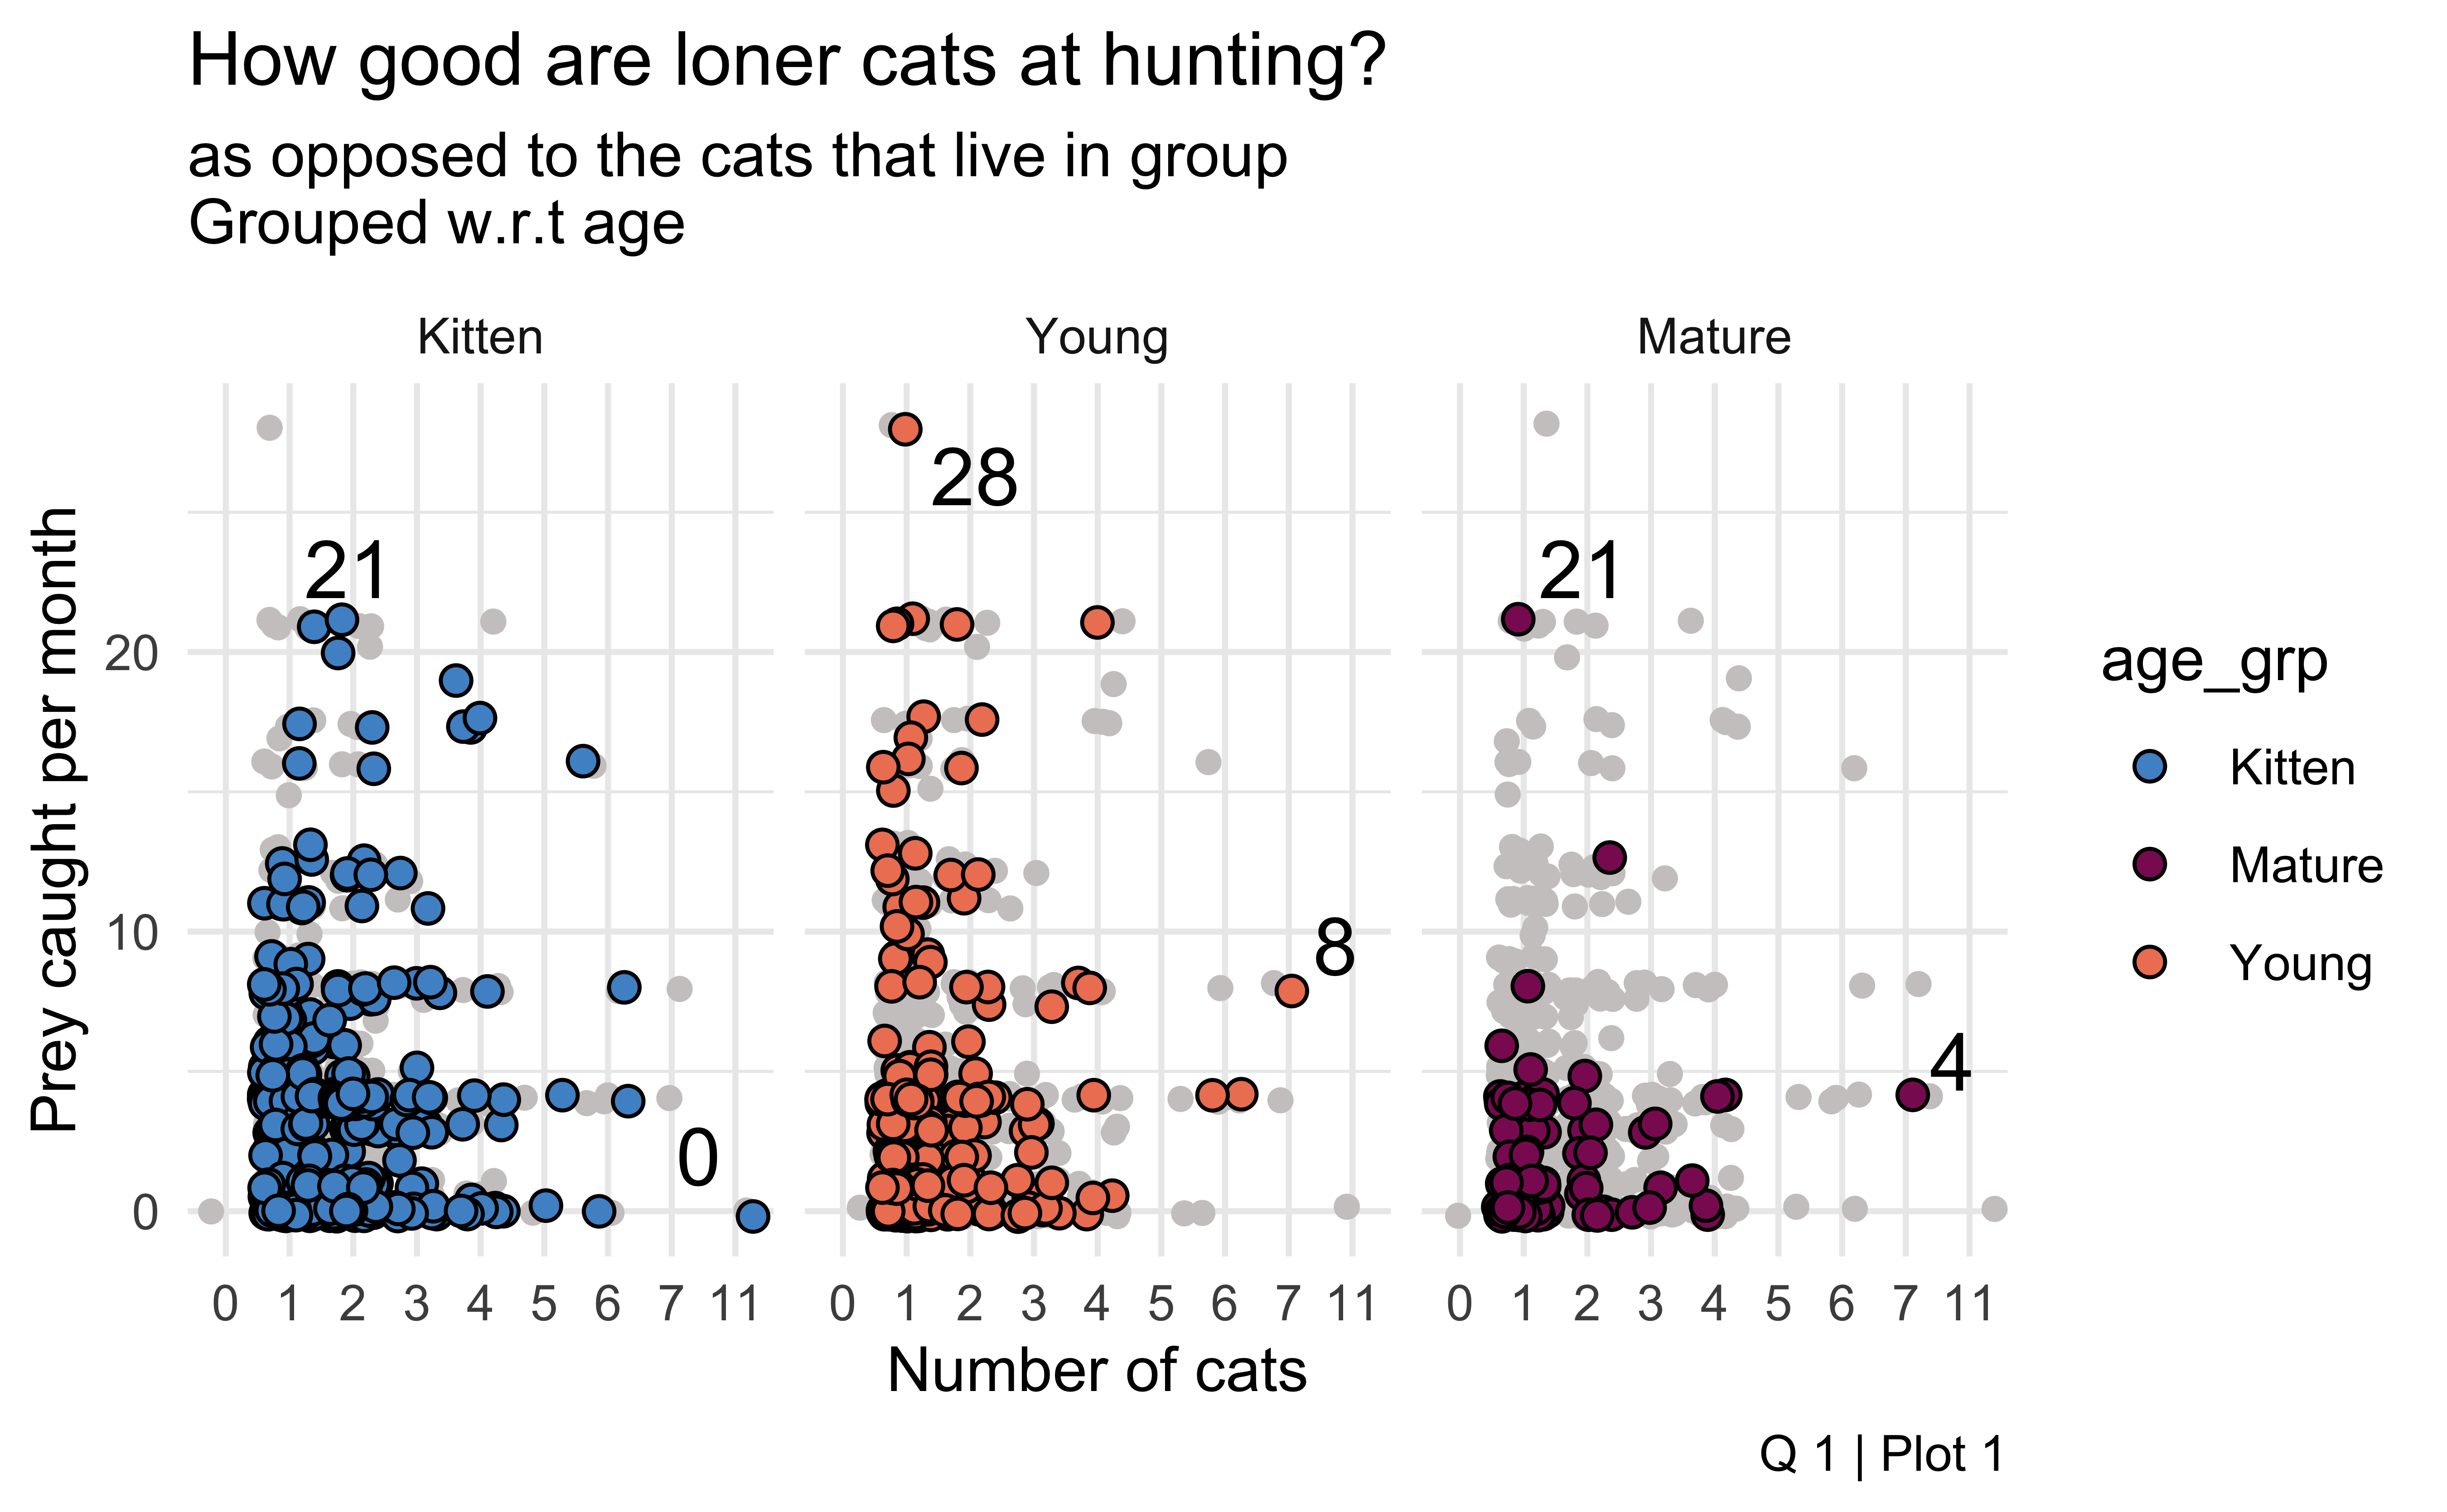 How good are loner cats at hunting?
as opposed to the cats that live in group
Grouped w.r.t age
Kitten Young Mature
28
21 21
20
8
10
4
0
0
0 1 2 3 4 5 6 7 11 0 1 2 3 4 5 6 7 11 0 1 2 3 4 5 6 7 11
Prey caught per month
Number of cats
age_grp
Kitten
Mature
Young
Q 1 | Plot 1